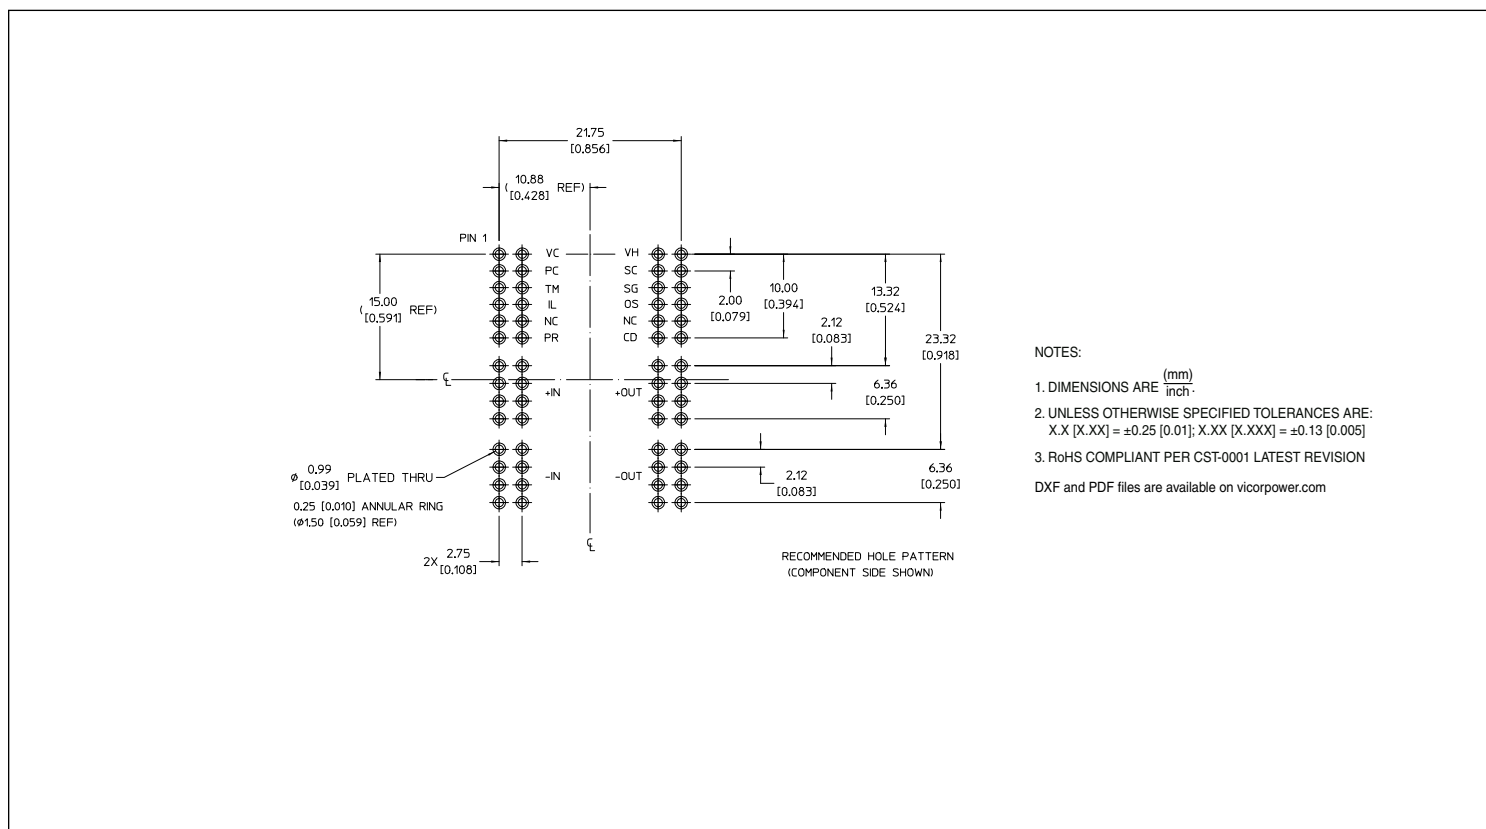 21.75
[0.856]
( 10.88 REF)
[0.428]
PIN 1
VC VH
PC SC
TM SG
IL OS
NC NC
PR CD
( 15.00 REF)
[0.591]
2.00
[0.079]
10.00
[0.394]
13.32
[0.524]
2.12
[0.083]
23.32
[0.918]
℄
+IN +OUT
6.36
[0.250]
Ø 0.99 PLATED THRU
[0.039]
0.25 [0.010] ANNULAR RING
(Ø1.50 [0.059] REF)
-IN -OUT
2.12
[0.083]
6.36
[0.250]
℄
2X 2.75
[0.108]
RECOMMENDED HOLE PATTERN
(COMPONENT SIDE SHOWN)
NOTES:
1. DIMENSIONS ARE (mm)
inch.
2. UNLESS OTHERWISE SPECIFIED TOLERANCES ARE:
X.X [X.XX] = ±0.25 [0.01]; X.XX [X.XXX] = ±0.13 [0.005]
3. RoHS COMPLIANT PER CST-0001 LATEST REVISION
DXF and PDF files are available on vicorpower.com